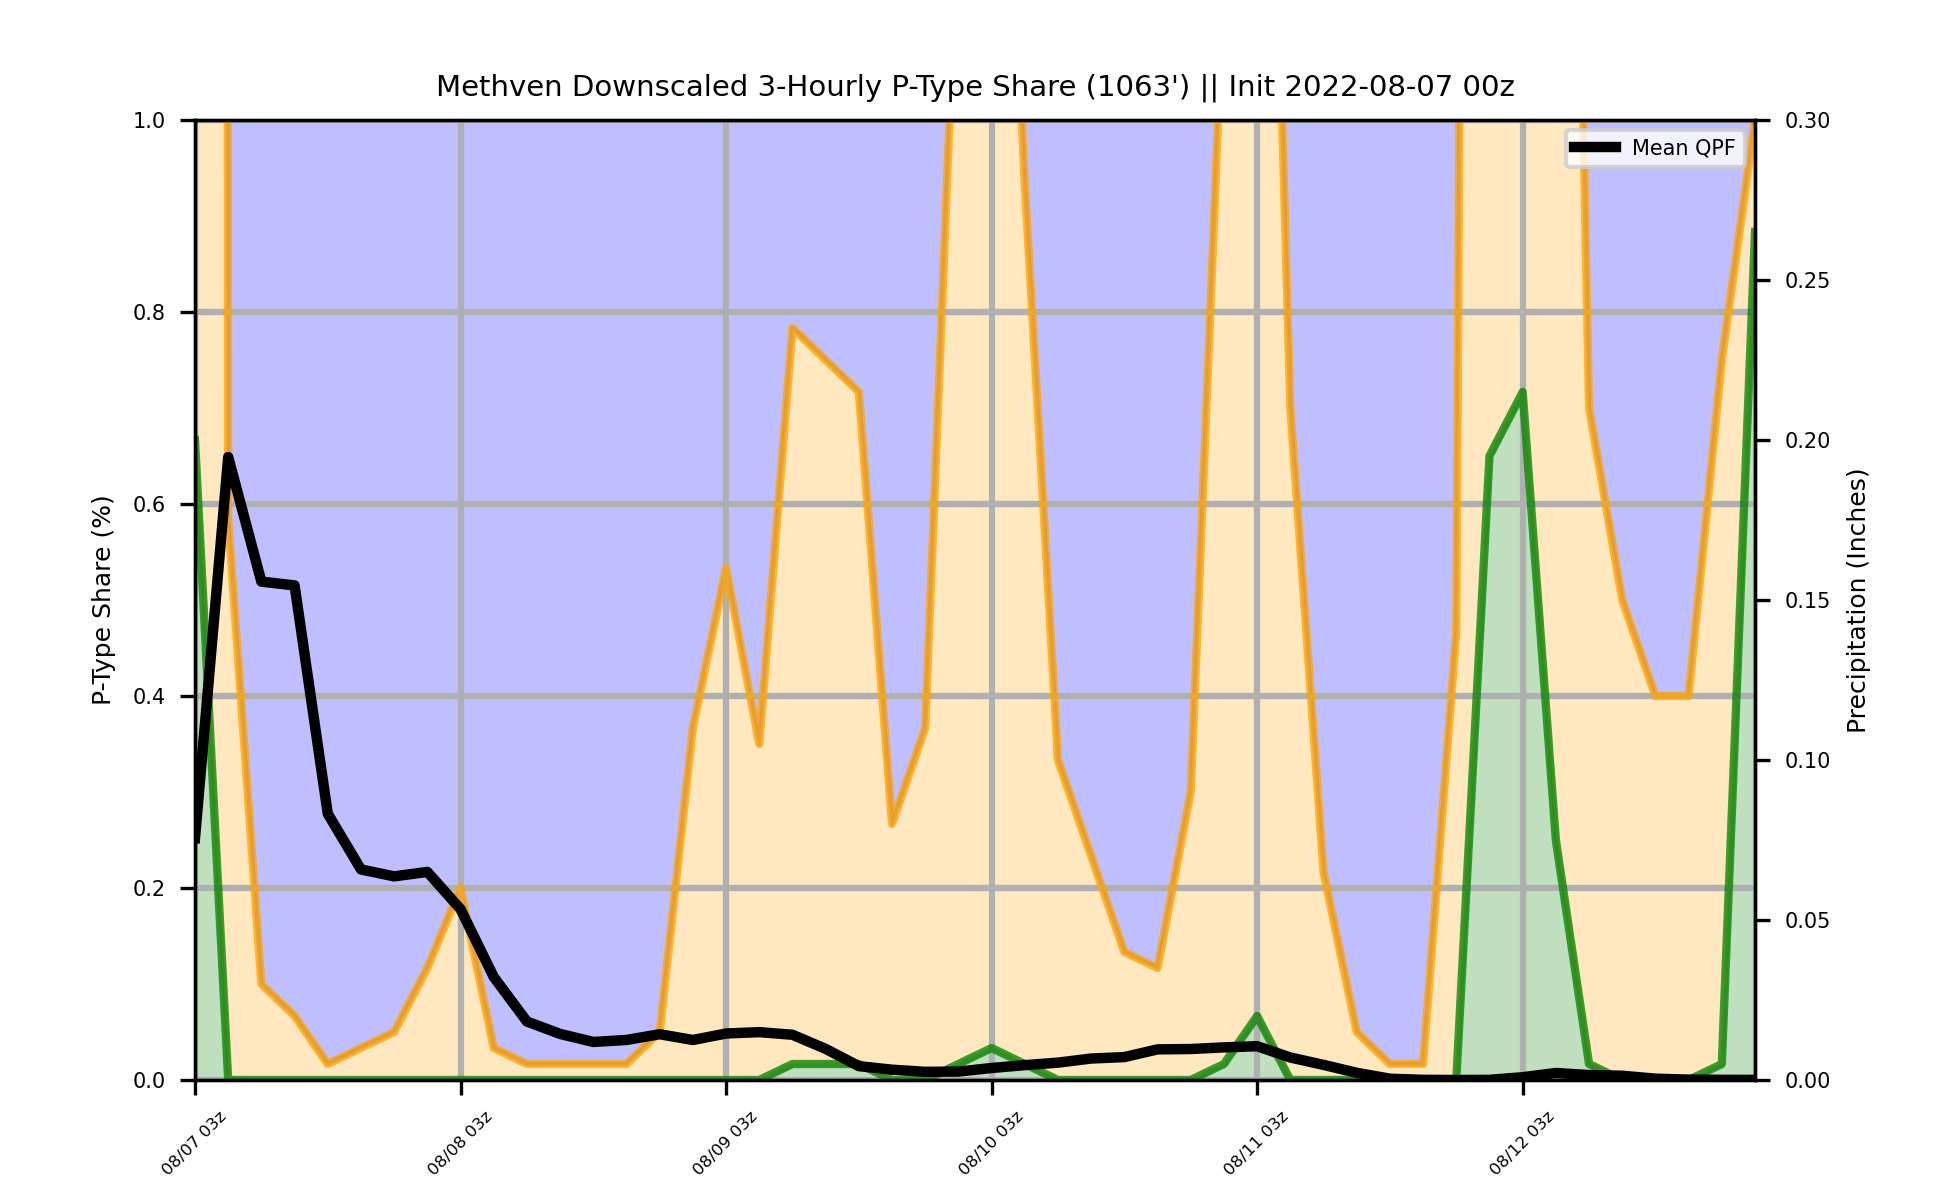 Methven Downscaled 3-Hourly P-Type Share (1063') || Init 2022-08-07 00z
Mean QPF
P-Type Share (%)
1.0
0.8
0.6
0.4
0.2
0.0
0.30
0.25
0.20
0.15
0.10
0.05
0.00
Precipitation (Inches)
08/07 03z
08/08 03z
08/09 03z
08/10 03z
08/11 03z
08/12 03z